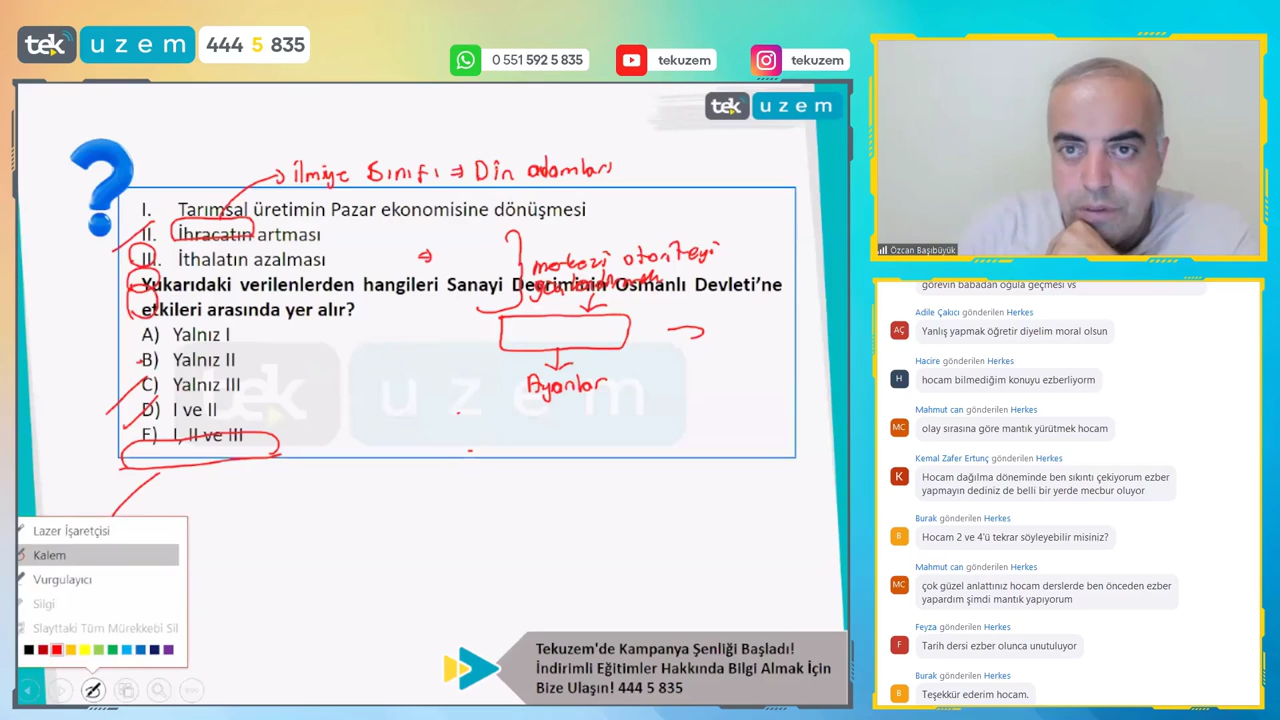 tek uzem 444 5 835
0 551 592 5 835
tekuzem
tekuzem
tek uzem
İlmiye Sınıfı ⇒ Din adamları
I. Tarımsal üretimin Pazar ekonomisine dönüşmesi
II. İhracatın artması
III. İthalatın azalması
merkezi otoriteyi
Yukarıdaki verilenlerden hangileri Sanayi Devriminin Osmanlı Devleti’ne
etkileri arasında yer alır?
A) Yalnız I
B) Yalnız II
C) Yalnız III
D) I ve II
E) I, II ve III
Ayanlar
tek uzem
Lazer İşaretçisi
Kalem
Vurgulayıcı
Silgi
Slayttaki Tüm Mürekkebi Sil
Tekuzem'de Kampanya Şenliği Başladı!
İndirimli Eğitimler Hakkında Bilgi Almak İçin
Bize Ulaşın! 444 5 835
Özcan Başıbüyük
görevin babadan oğula geçmesi vs
Adile Çakıcı gönderilen Herkes
AÇ Yanlış yapmak öğretir diyelim moral olsun
Hacire gönderilen Herkes
H hocam bilmediğim konuyu ezberliyorm
Mahmut can gönderilen Herkes
MC olay sırasına göre mantık yürütmek hocam
Kemal Zafer Ertunç gönderilen Herkes
K Hocam dağılma döneminde ben sıkıntı çekiyorum ezber
yapmayın dediniz de belli bir yerde mecbur oluyor
Burak gönderilen Herkes
B Hocam 2 ve 4'ü tekrar söyleyebilir misiniz?
Mahmut can gönderilen Herkes
MC çok güzel anlattınız hocam derslerde ben önceden ezber
yapardım şimdi mantık yapıyorum
Feyza gönderilen Herkes
F Tarih dersi ezber olunca unutuluyor
Burak gönderilen Herkes
B Teşekkür ederim hocam.